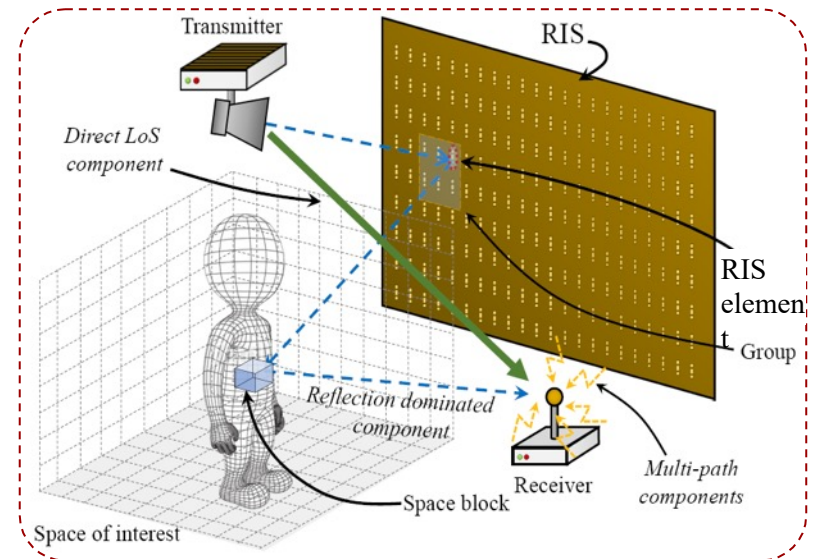 Transmitter
RIS
Direct LoS
component
RIS
elemen
t
Group
Reflection dominated
component
Multi-path
components
Receiver
Space block
Space of interest